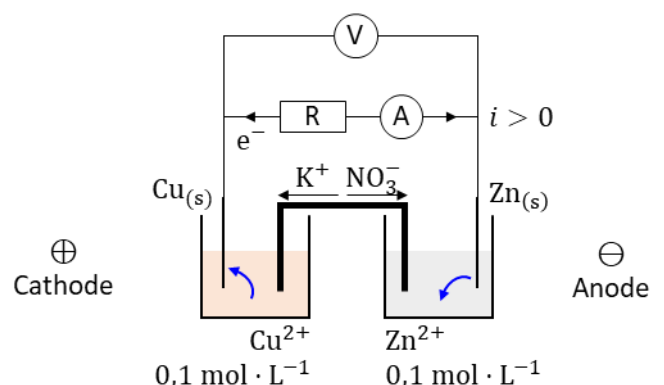 V
R
A
i > 0
e⁻
K⁺
NO₃⁻
Cu₍ₛ₎
Zn₍ₛ₎
⊕
Cathode
⊖
Anode
Cu²⁺
0,1 mol · L⁻¹
Zn²⁺
0,1 mol · L⁻¹